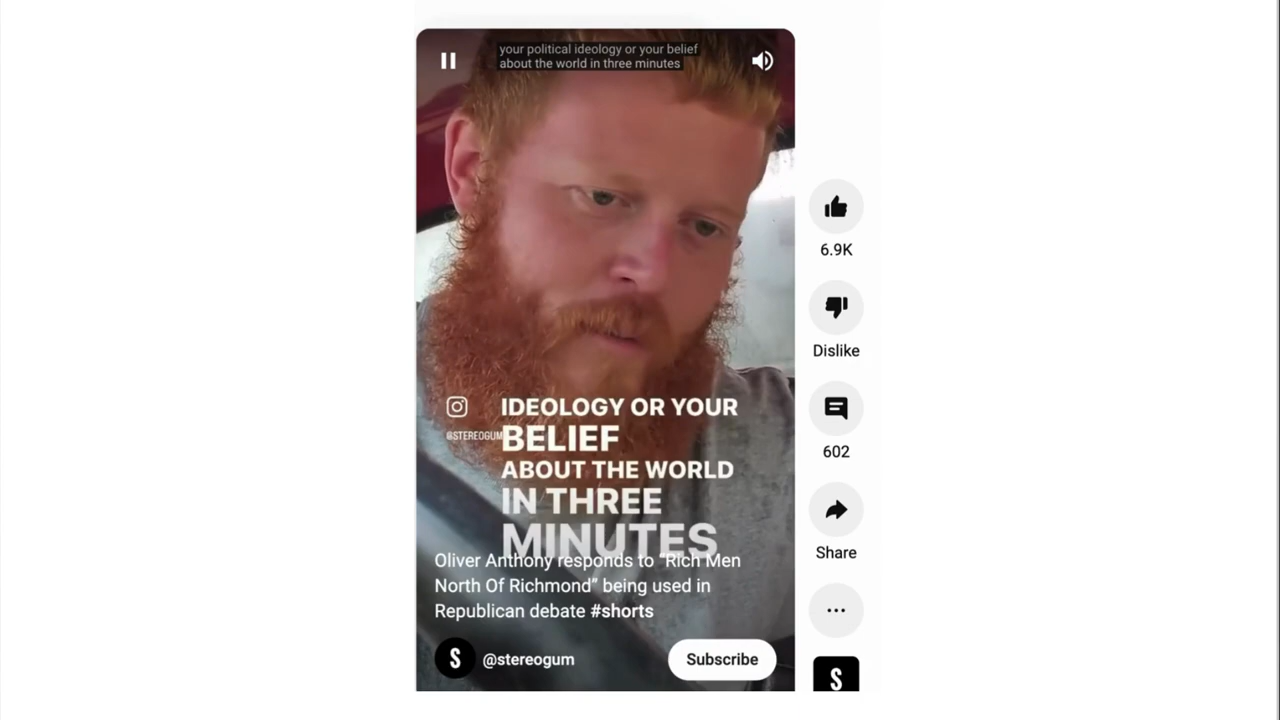 your political ideology or your belief
about the world in three minutes
6.9K
Dislike
602
Share
IDEOLOGY OR YOUR
@STEREOGUM
BELIEF
ABOUT THE WORLD
IN THREE
MINUTES
Oliver Anthony responds to “Rich Men
North Of Richmond” being used in
Republican debate #shorts
S
@stereogum
Subscribe
S